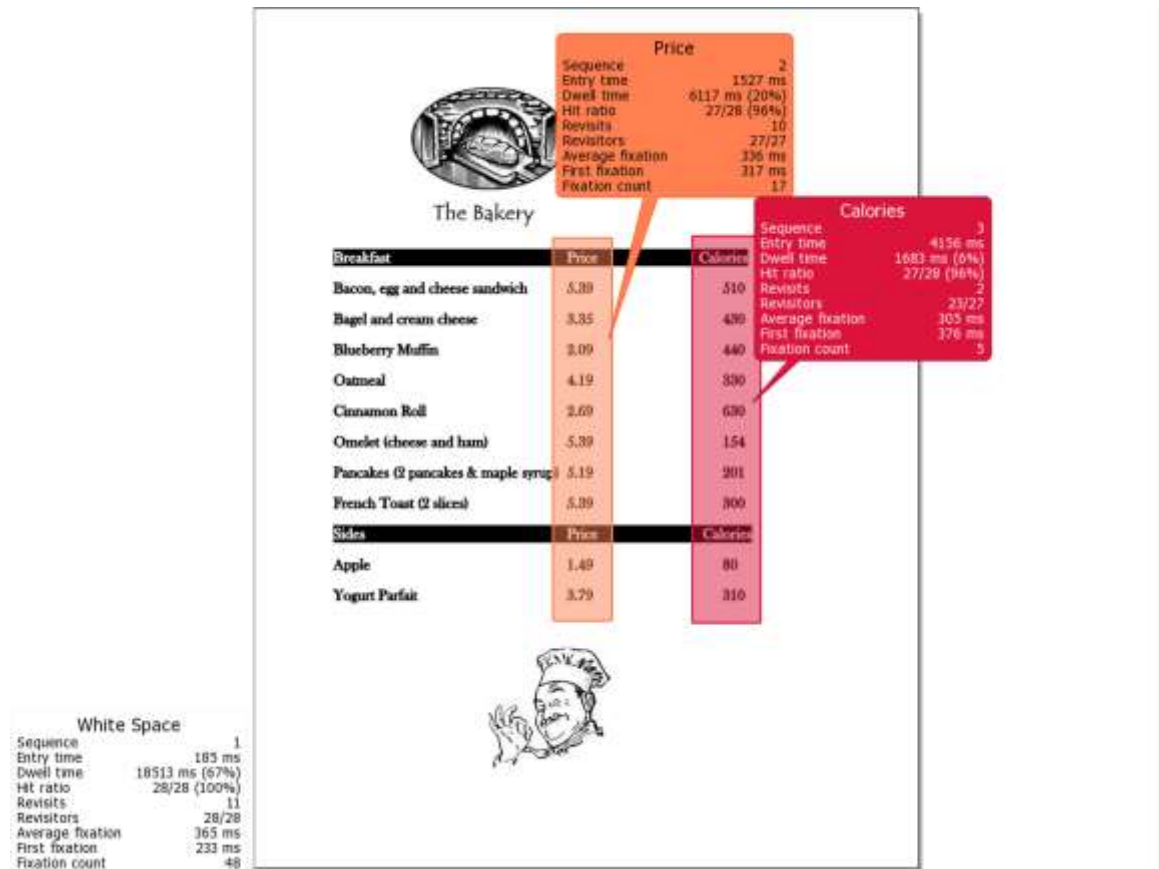 Price
Sequence 2
Entry time 1527 ms
Dwell time 6117 ms (20%)
Hit ratio 27/28 (96%)
Revisits 10
Revisitors 27/27
Average fixation 336 ms
First fixation 317 ms
Fixation count 17
The Bakery
Calories
Sequence 3
Entry time 4156 ms
Dwell time 1683 ms (6%)
Hit ratio 27/28 (96%)
Revisits 2
Revisitors 23/27
Average fixation 305 ms
First fixation 376 ms
Fixation count 5
Breakfast Price Calories
Bacon, egg and cheese sandwich 5.39 510
Bagel and cream cheese 3.35 430
Blueberry Muffin 2.09 440
Oatmeal 4.19 330
Cinnamon Roll 2.69 630
Omelet (cheese and ham) 5.39 154
Pancakes (2 pancakes & maple syrup) 5.19 201
French Toast (2 slices) 5.39 300
Sides Price Calories
Apple 1.49 80
Yogurt Parfait 3.79 310
White Space
Sequence 1
Entry time 185 ms
Dwell time 18513 ms (67%)
Hit ratio 28/28 (100%)
Revisits 11
Revisitors 28/28
Average fixation 365 ms
First fixation 233 ms
Fixation count 48